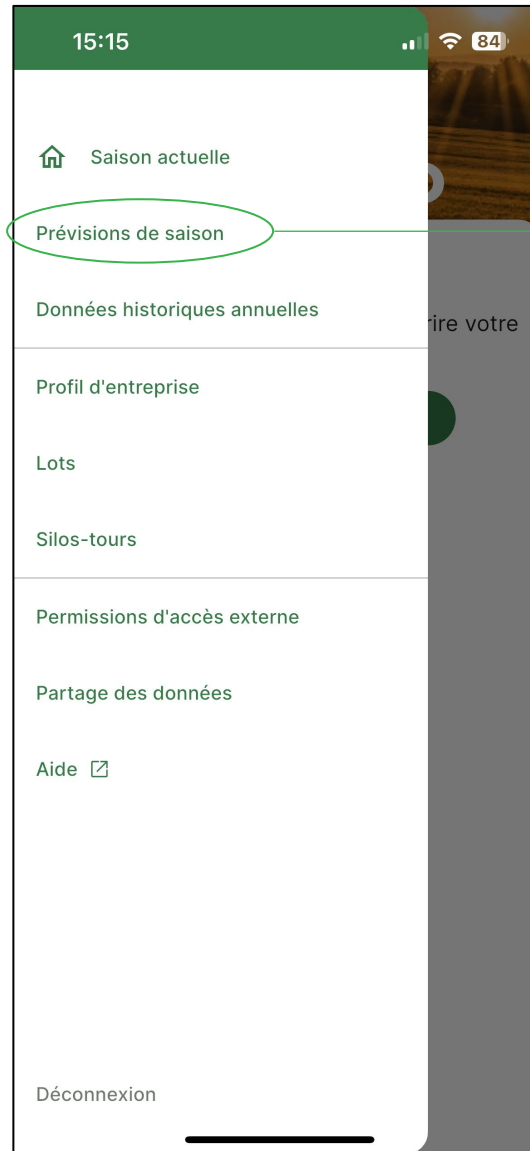 15:15
84
Saison actuelle
Prévisions de saison
Données historiques annuelles
rire votre
Profil d'entreprise
Lots
Silos-tours
Permissions d'accès externe
Partage des données
Aide
Déconnexion